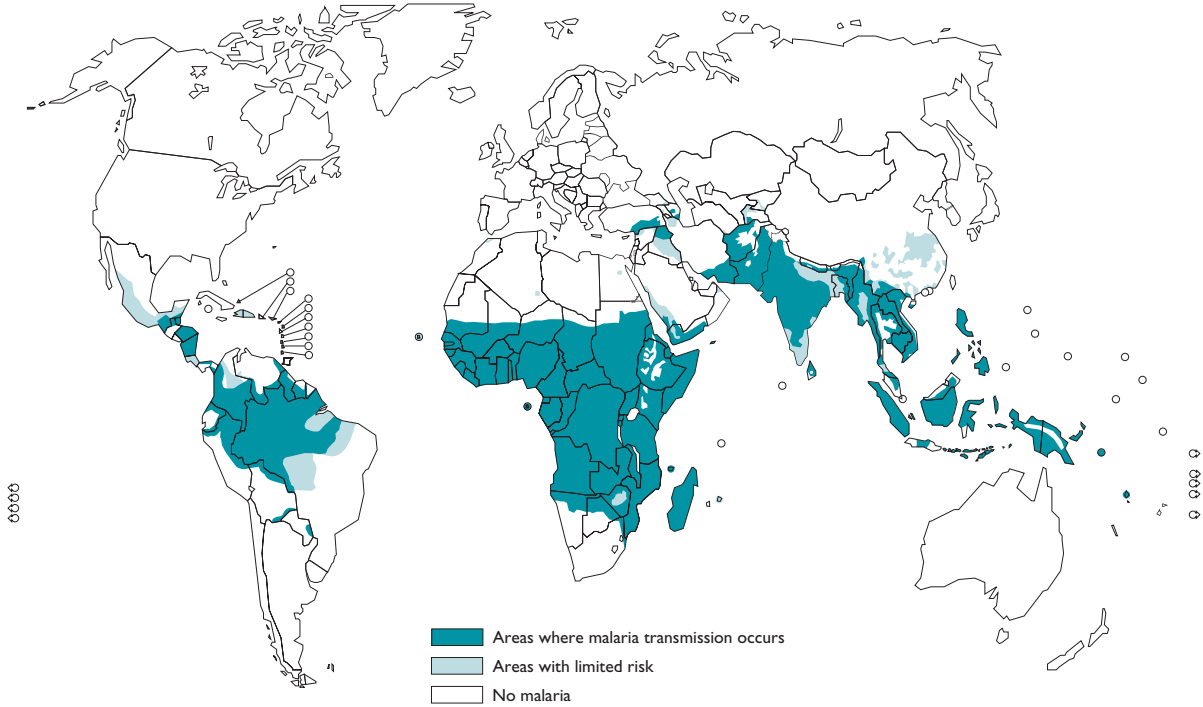 Areas where malaria transmission occurs
Areas with limited risk
No malaria